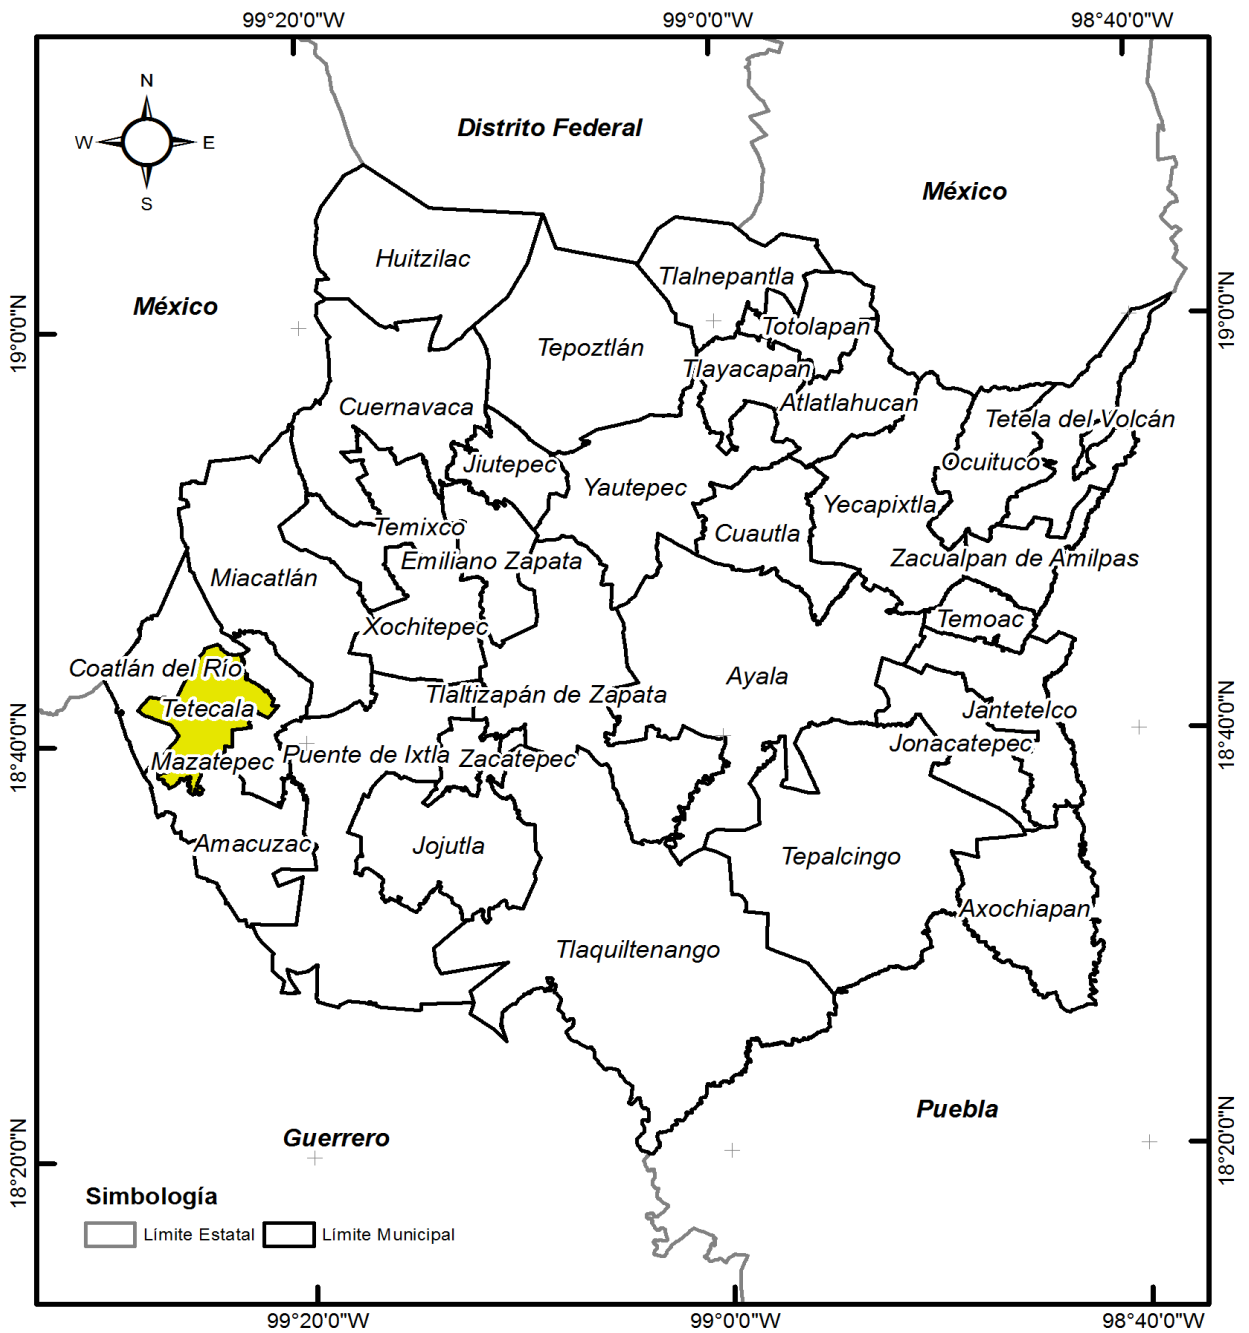 99°20'0"W
99°0'0"W
98°40'0"W
N
W
E
S
Distrito Federal
México
México
Huitzilac
Tlalnepantla
19°0'0"N
19°0'0"N
Totolapan
Tepoztlán
Tlayacapan
Atlatlahucan
Cuernavaca
Tetela del Volcán
Jiutepec
Ocuituco
Yautepec
Yecapixtla
Temixco
Cuautla
Emiliano Zapata
Zacualpan de Amilpas
Miacatlán
Temoac
Xochitepec
Coatlán del Río
Ayala
Tlaltizapán de Zapata
Tetecala
Jantetelco
18°40'0"N
18°40'0"N
Jonacatepec
Puente de Ixtla
Zacatepec
Mazatepec
Amacuzac
Jojutla
Tepalcingo
Axochiapan
Tlaquiltenango
Puebla
Guerrero
18°20'0"N
18°20'0"N
Simbología
Límite Estatal
Límite Municipal
99°20'0"W
99°0'0"W
98°40'0"W